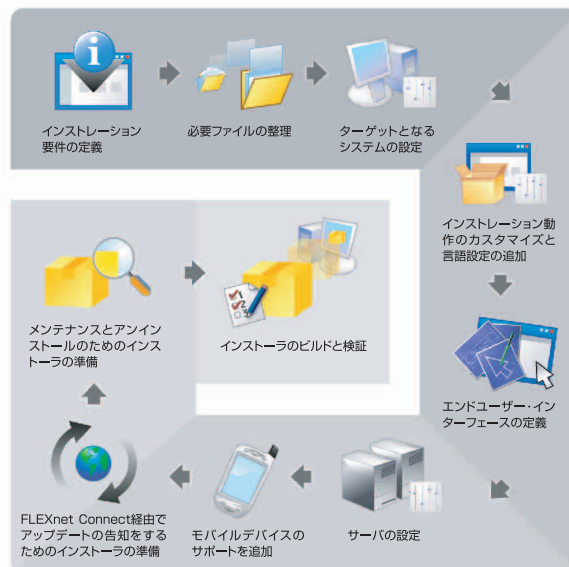 インストレーション
要件の定義
必要ファイルの整理
ターゲットとなる
システムの設定
インストレーション動
作のカスタマイズと
言語設定の追加
エンドユーザー・イン
ターフェースの定義
サーバの設定
モバイルデバイスの
サポートを追加
FLEXnet Connect経由で
アップデートの告知をする
ためのインストーラの準備
メンテナンスとアンイン
ストールのためのインス
トーラの準備
インストーラのビルドと検証